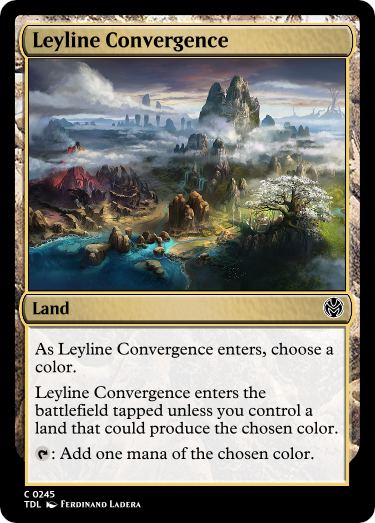 Leyline Convergence
Land
As Leyline Convergence enters, choose a
color.
Leyline Convergence enters the
battlefield tapped unless you control a
land that could produce the chosen color.
: Add one mana of the chosen color.
C 0245
TDL Ferdinand Ladera